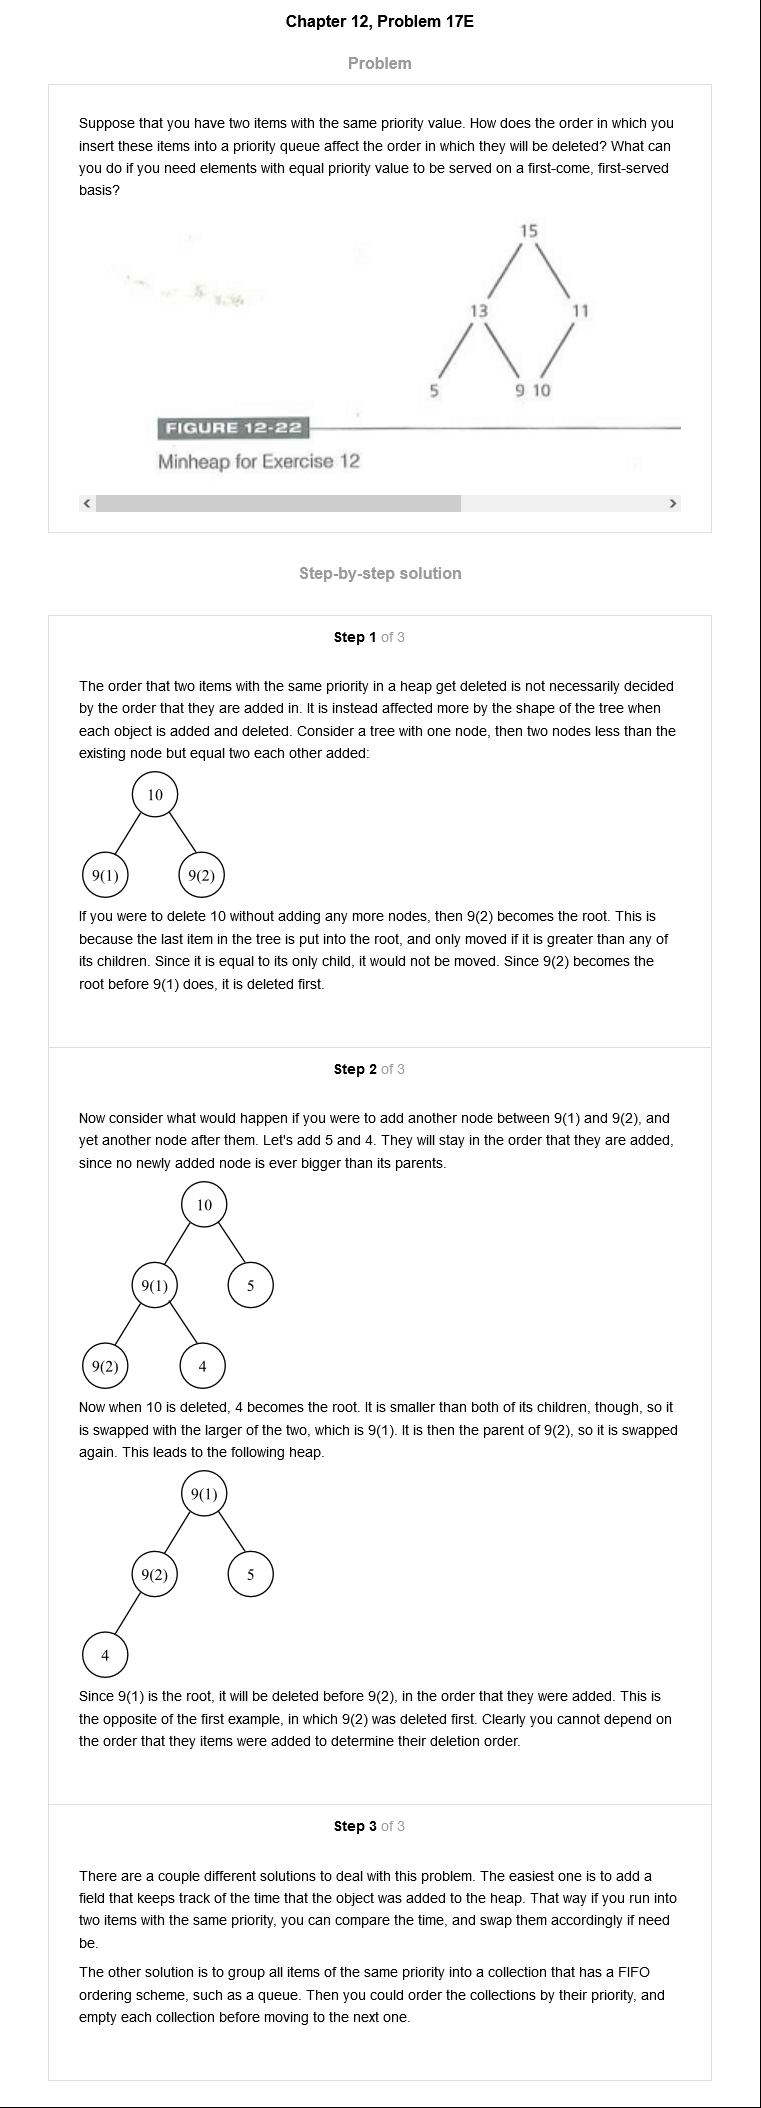 Chapter 12, Problem 17E
Problem
Suppose that you have two items with the same priority value. How does the order in which you
insert these items into a priority queue affect the order in which they will be deleted? What can
you do if you need elements with equal priority value to be served on a first-come, first-served
basis?
15
13 11
5 9 10
FIGURE 12-22
Minheap for Exercise 12
Step-by-step solution
Step 1 of 3
The order that two items with the same priority in a heap get deleted is not necessarily decided
by the order that they are added in. It is instead affected more by the shape of the tree when
each object is added and deleted. Consider a tree with one node, then two nodes less than the
existing node but equal two each other added:
10
9(1) 9(2)
If you were to delete 10 without adding any more nodes, then 9(2) becomes the root. This is
because the last item in the tree is put into the root, and only moved if it is greater than any of
its children. Since it is equal to its only child, it would not be moved. Since 9(2) becomes the
root before 9(1) does, it is deleted first.
Step 2 of 3
Now consider what would happen if you were to add another node between 9(1) and 9(2), and
yet another node after them. Let's add 5 and 4. They will stay in the order that they are added,
since no newly added node is ever bigger than its parents.
10
9(1) 5
9(2) 4
Now when 10 is deleted, 4 becomes the root. It is smaller than both of its children, though, so it
is swapped with the larger of the two, which is 9(1). It is then the parent of 9(2), so it is swapped
again. This leads to the following heap.
9(1)
9(2) 5
4
Since 9(1) is the root, it will be deleted before 9(2), in the order that they were added. This is
the opposite of the first example, in which 9(2) was deleted first. Clearly you cannot depend on
the order that they items were added to determine their deletion order.
Step 3 of 3
There are a couple different solutions to deal with this problem. The easiest one is to add a
field that keeps track of the time that the object was added to the heap. That way if you run into
two items with the same priority, you can compare the time, and swap them accordingly if need
be.
The other solution is to group all items of the same priority into a collection that has a FIFO
ordering scheme, such as a queue. Then you could order the collections by their priority, and
empty each collection before moving to the next one.